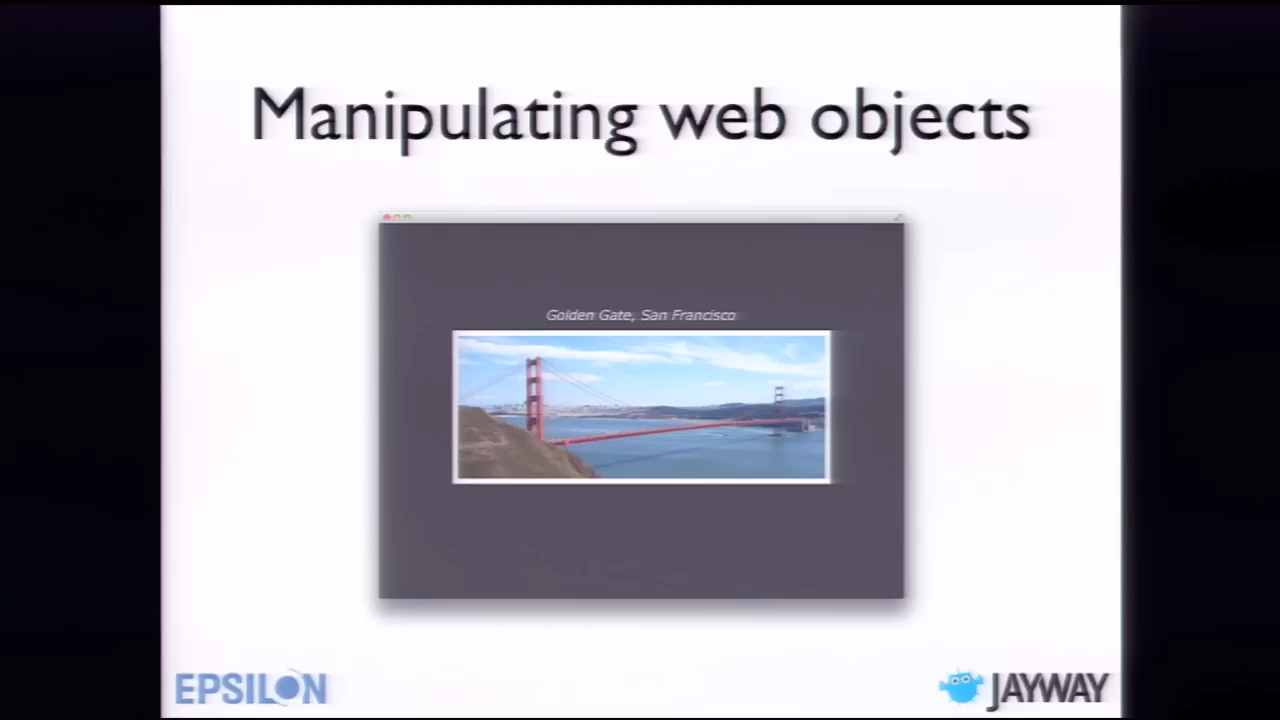 Manipulating web objects
Golden Gate, San Francisco
EPSILON
JAYWAY